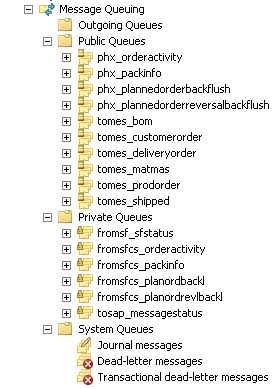 Message Queuing
Outgoing Queues
Public Queues
phx_orderactivity
phx_packinfo
phx_plannedorderbackflush
phx_plannedorderreversalbackflush
tomes_bom
tomes_customerorder
tomes_deliveryorder
tomes_matmas
tomes_prodorder
tomes_shipped
Private Queues
fromsf_sfstatus
fromsfcs_orderactivity
fromsfcs_packinfo
fromsfcs_planordbackl
fromsfcs_planordrevlbackl
tosap_messagestatus
System Queues
Journal messages
Dead-letter messages
Transactional dead-letter messages